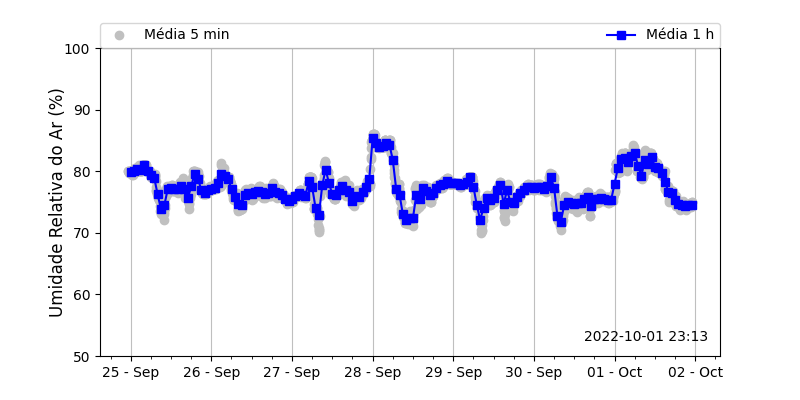 Média 5 min
Média 1 h
Umidade Relativa do Ar (%)
100
90
80
70
60
50
2022-10-01 23:13
25 - Sep
26 - Sep
27 - Sep
28 - Sep
29 - Sep
30 - Sep
01 - Oct
02 - Oct